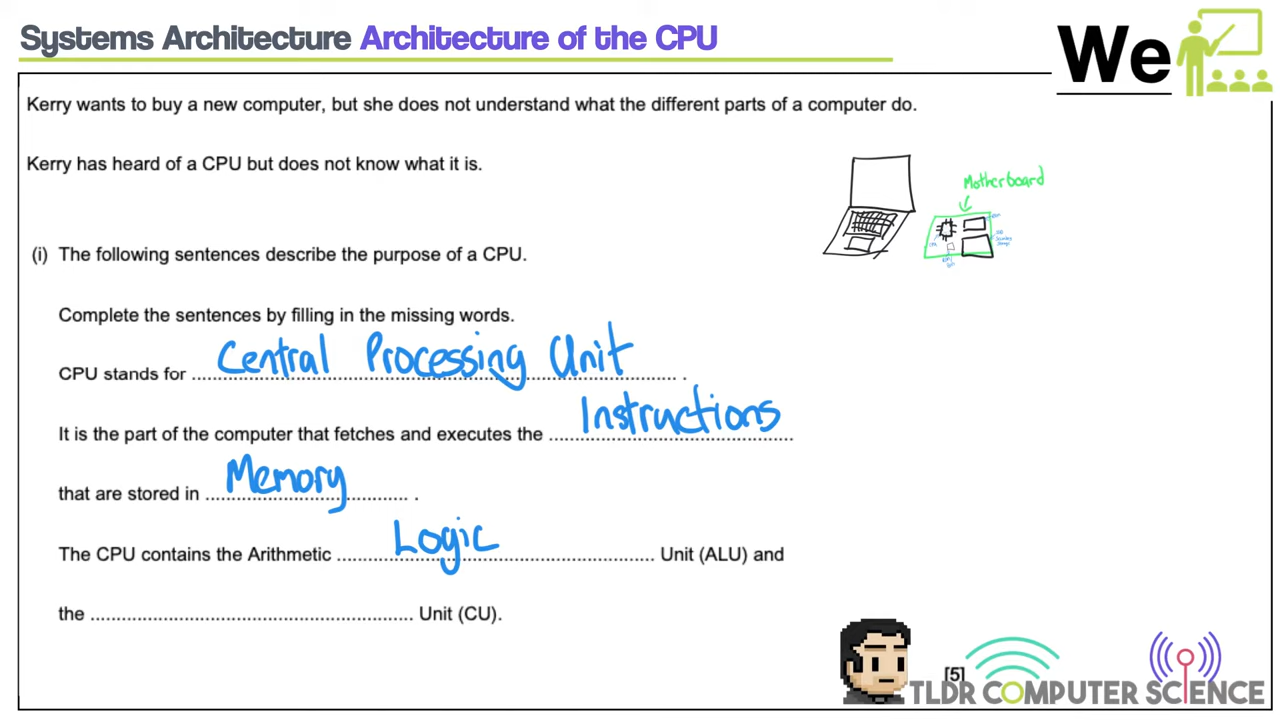 Systems Architecture Architecture of the CPU
We
Kerry wants to buy a new computer, but she does not understand what the different parts of a computer do.
Kerry has heard of a CPU but does not know what it is.
Motherboard
CPU
(i) The following sentences describe the purpose of a CPU.
Complete the sentences by filling in the missing words.
CPU stands for Central Processing Unit .
It is the part of the computer that fetches and executes the Instructions
that are stored in Memory .
The CPU contains the Arithmetic Logic Unit (ALU) and
the ........................................................ Unit (CU).
[5]
TLDR COMPUTER SCIENCE